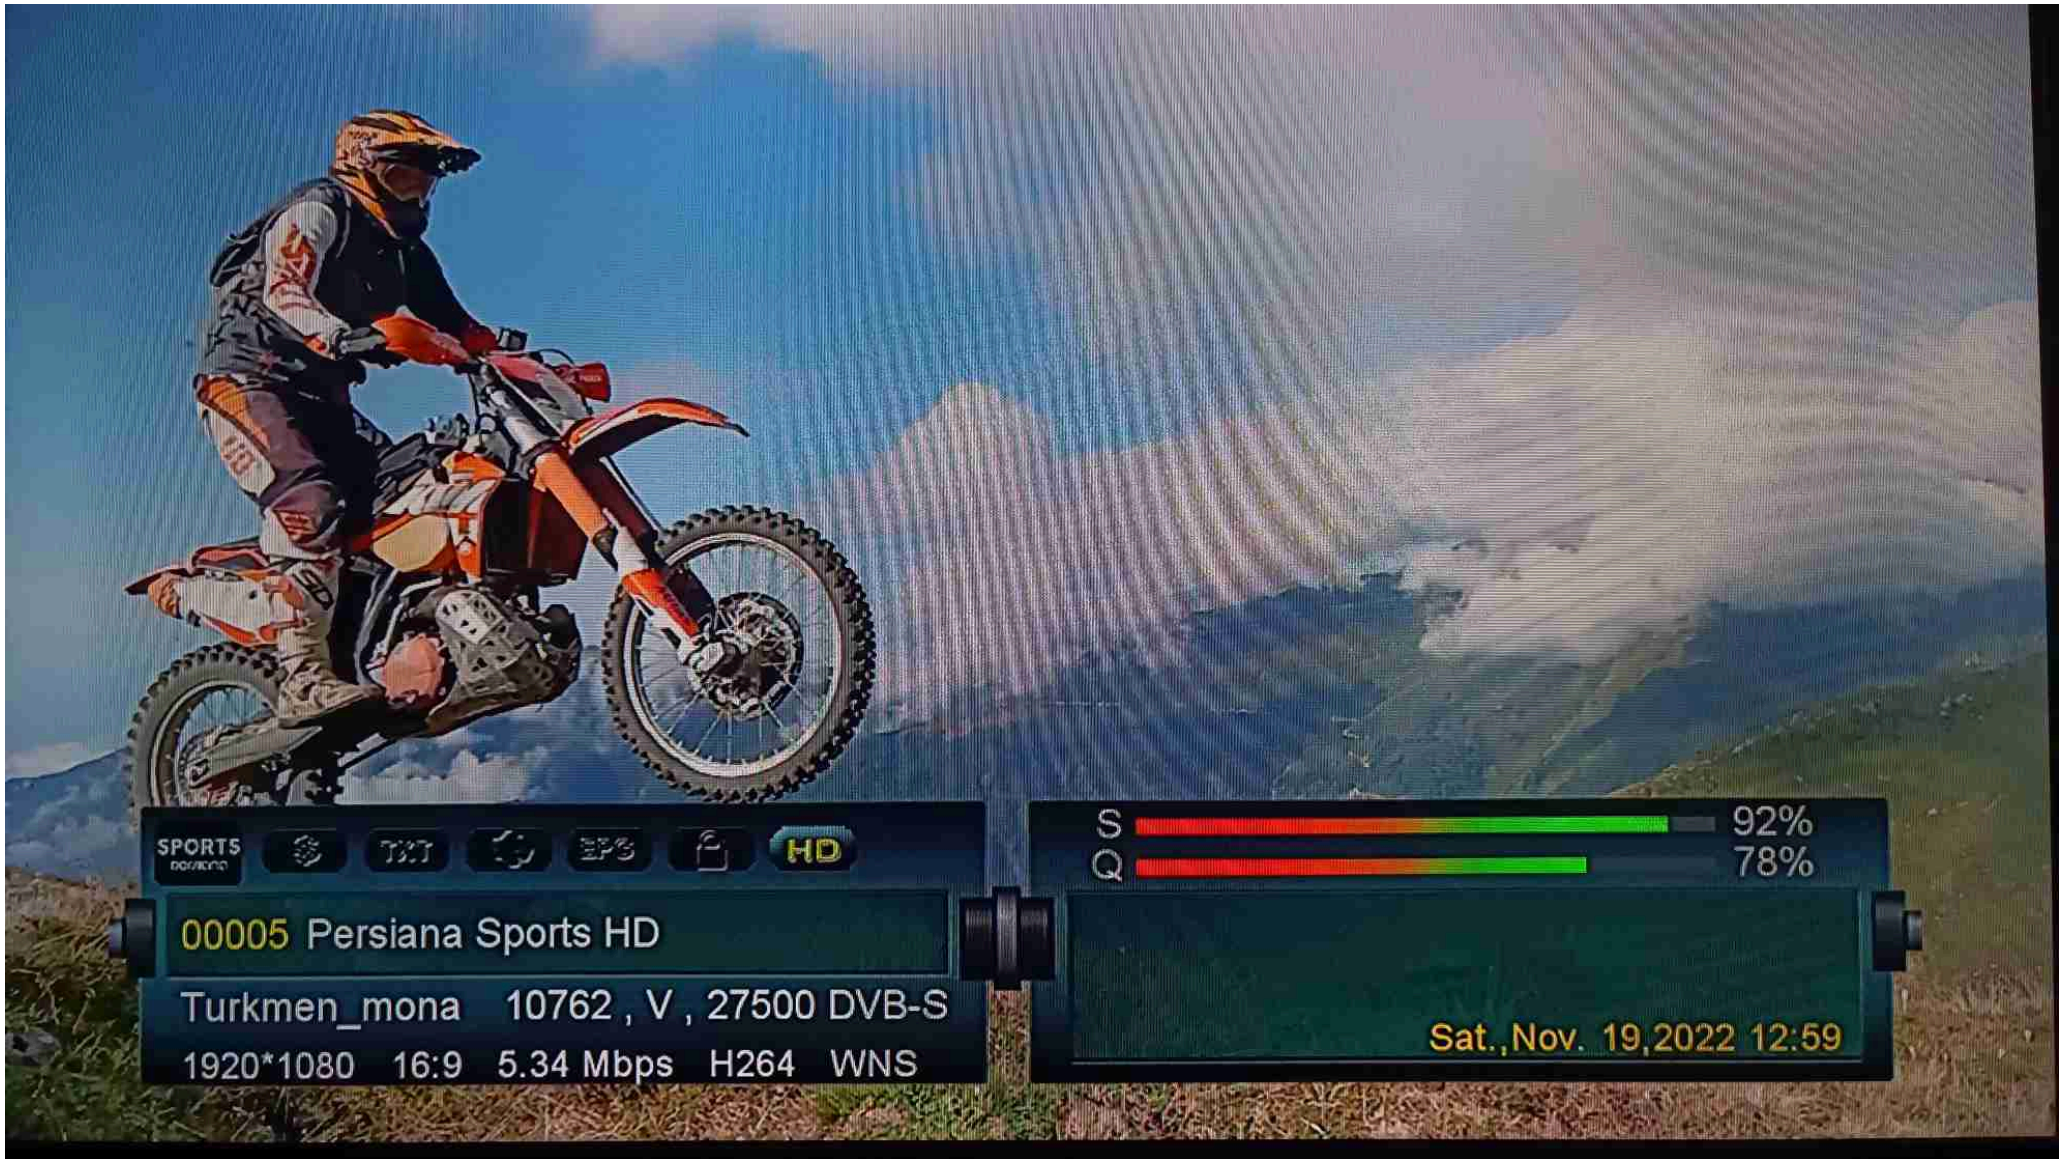 SPORTS
TXT
EPG
HD
S 92%
Q 78%
00005 Persiana Sports HD
Turkmen_mona 10762 , V , 27500 DVB-S
1920*1080 16:9 5.34 Mbps H264 WNS
Sat.,Nov. 19,2022 12:59